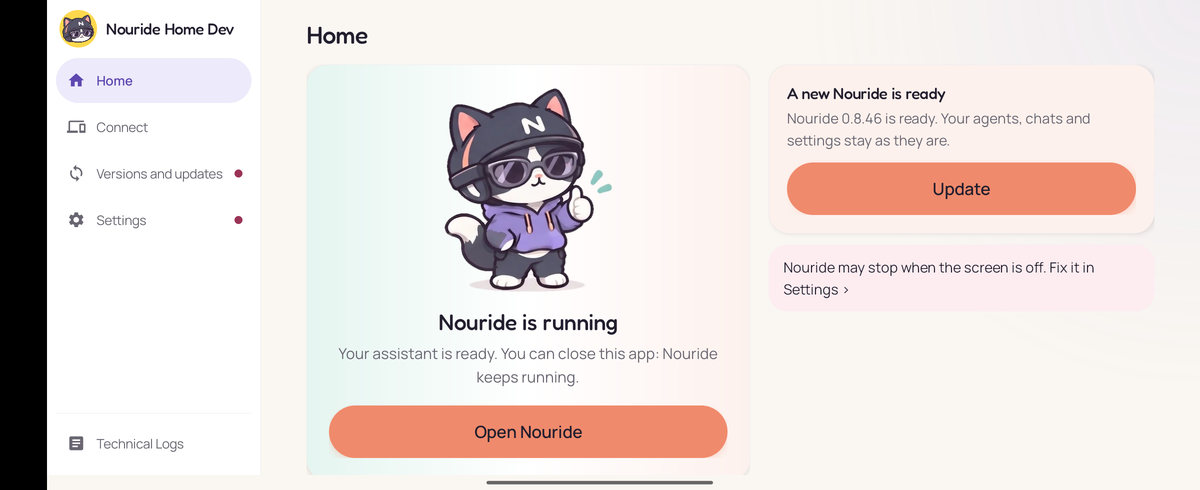 Nouride Home Dev
Home
Connect
Versions and updates
Settings
Technical Logs
Home
N
Nouride is running
Your assistant is ready. You can close this app: Nouride
keeps running.
Open Nouride
A new Nouride is ready
Nouride 0.8.46 is ready. Your agents, chats and
settings stay as they are.
Update
Nouride may stop when the screen is off. Fix it in
Settings ›